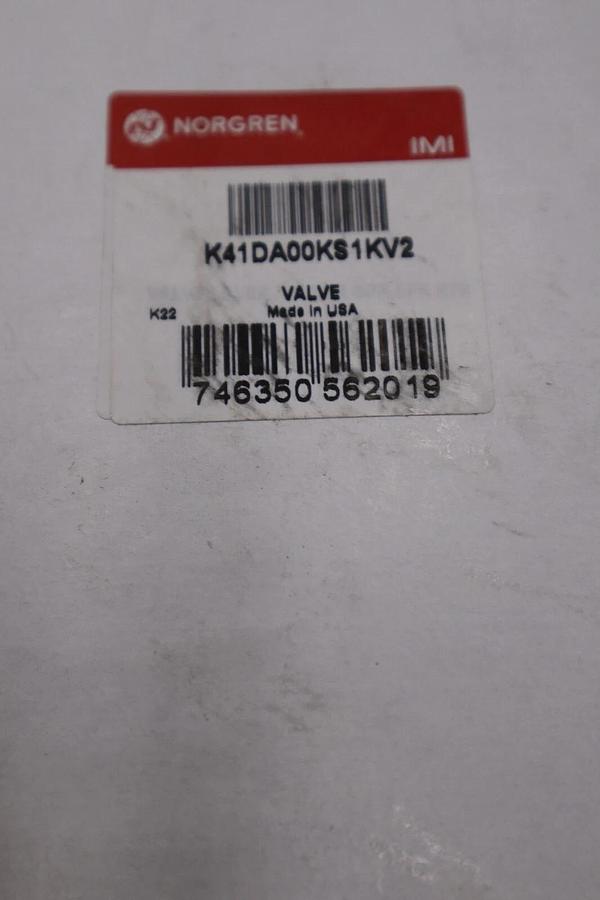 NORGREN
IMI
K41DA00KS1KV2
VALVE
K22 Made in USA
746350 562019